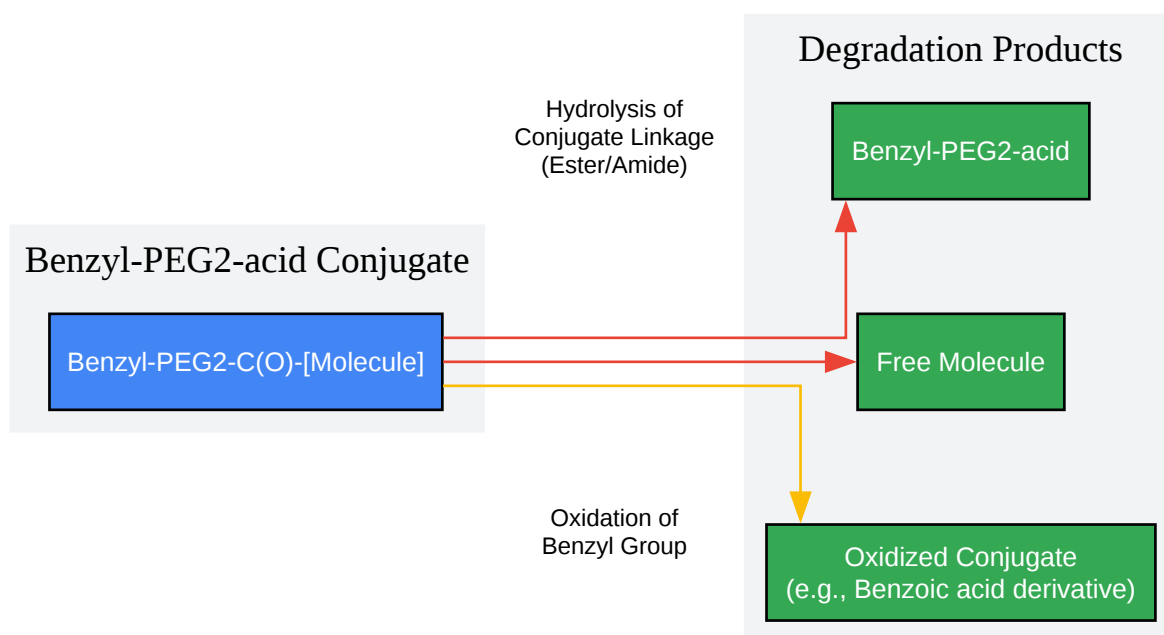 Degradation Products
Hydrolysis of
Conjugate Linkage
(Ester/Amide)
Benzyl-PEG2-acid
Benzyl-PEG2-acid Conjugate
Benzyl-PEG2-C(O)-[Molecule]
Free Molecule
Oxidation of
Benzyl Group
Oxidized Conjugate
(e.g., Benzoic acid derivative)